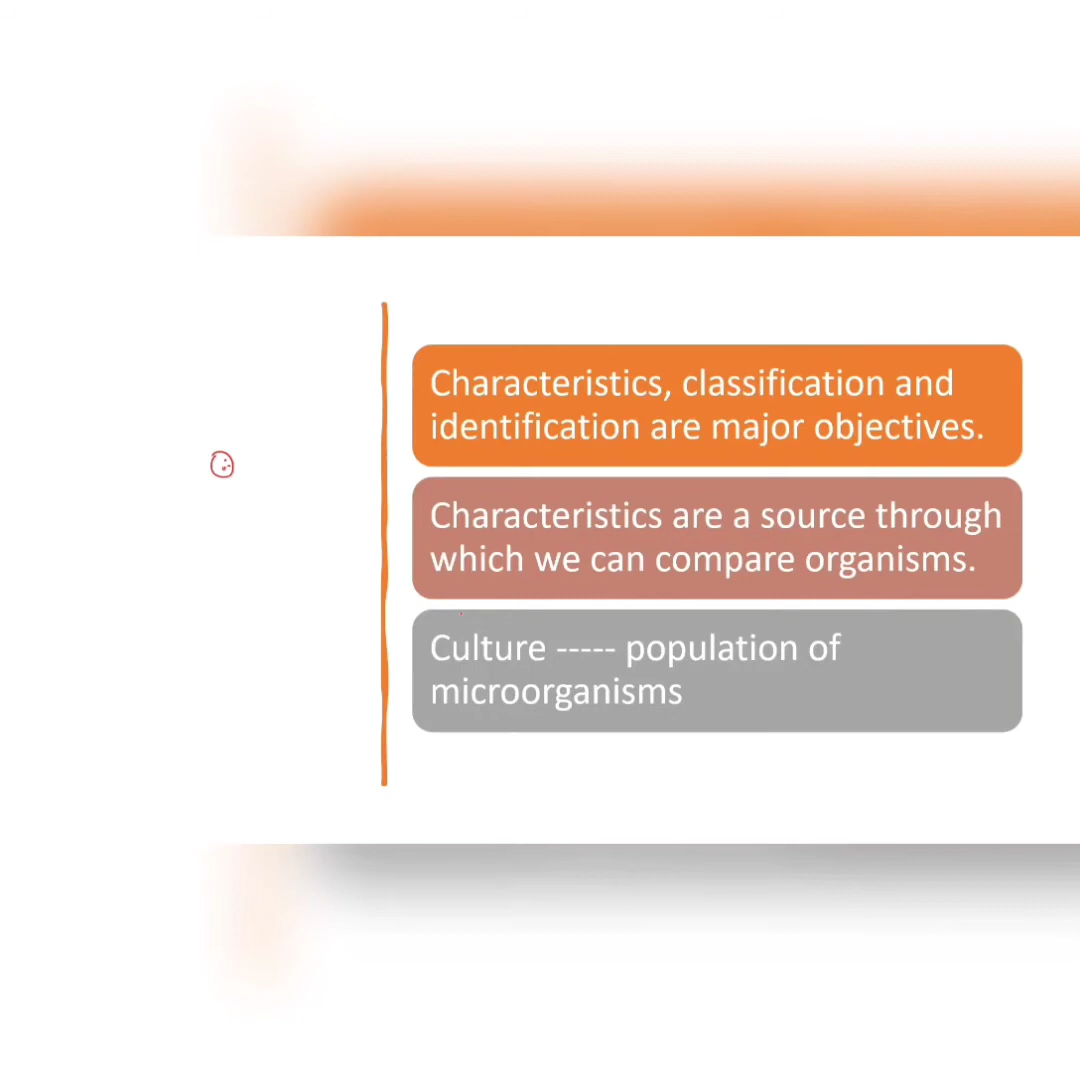 Characteristics, classification and
identification are major objectives.
Characteristics are a source through
which we can compare organisms.
Culture ----- population of
microorganisms